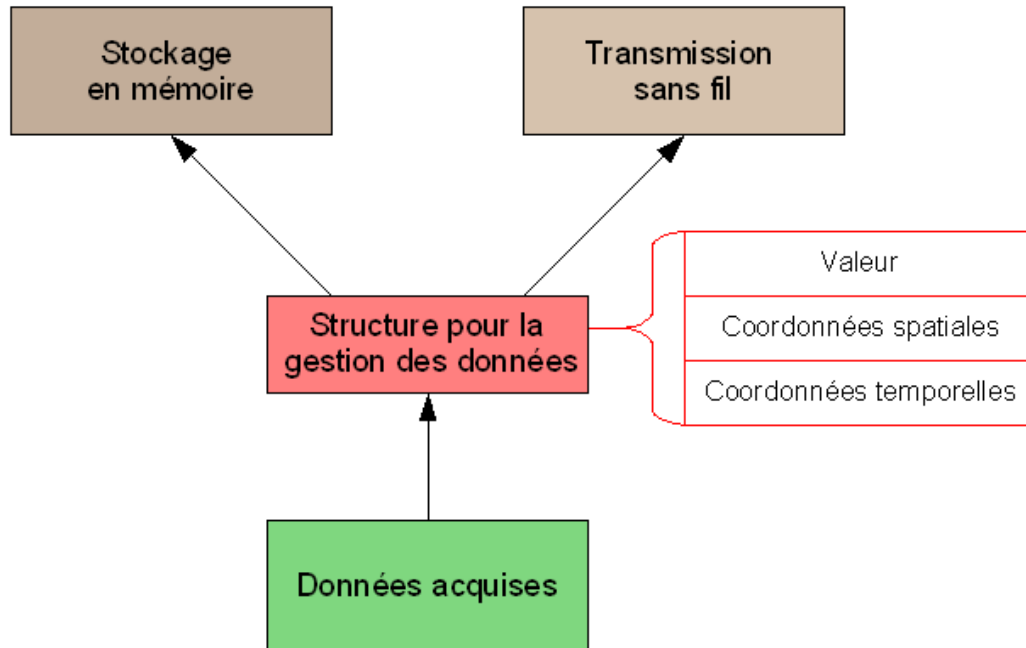 Stockage
en mémoire
Transmission
sans fil
Valeur
Structure pour la
gestion des données
Coordonnées spatiales
Coordonnées temporelles
Données acquises